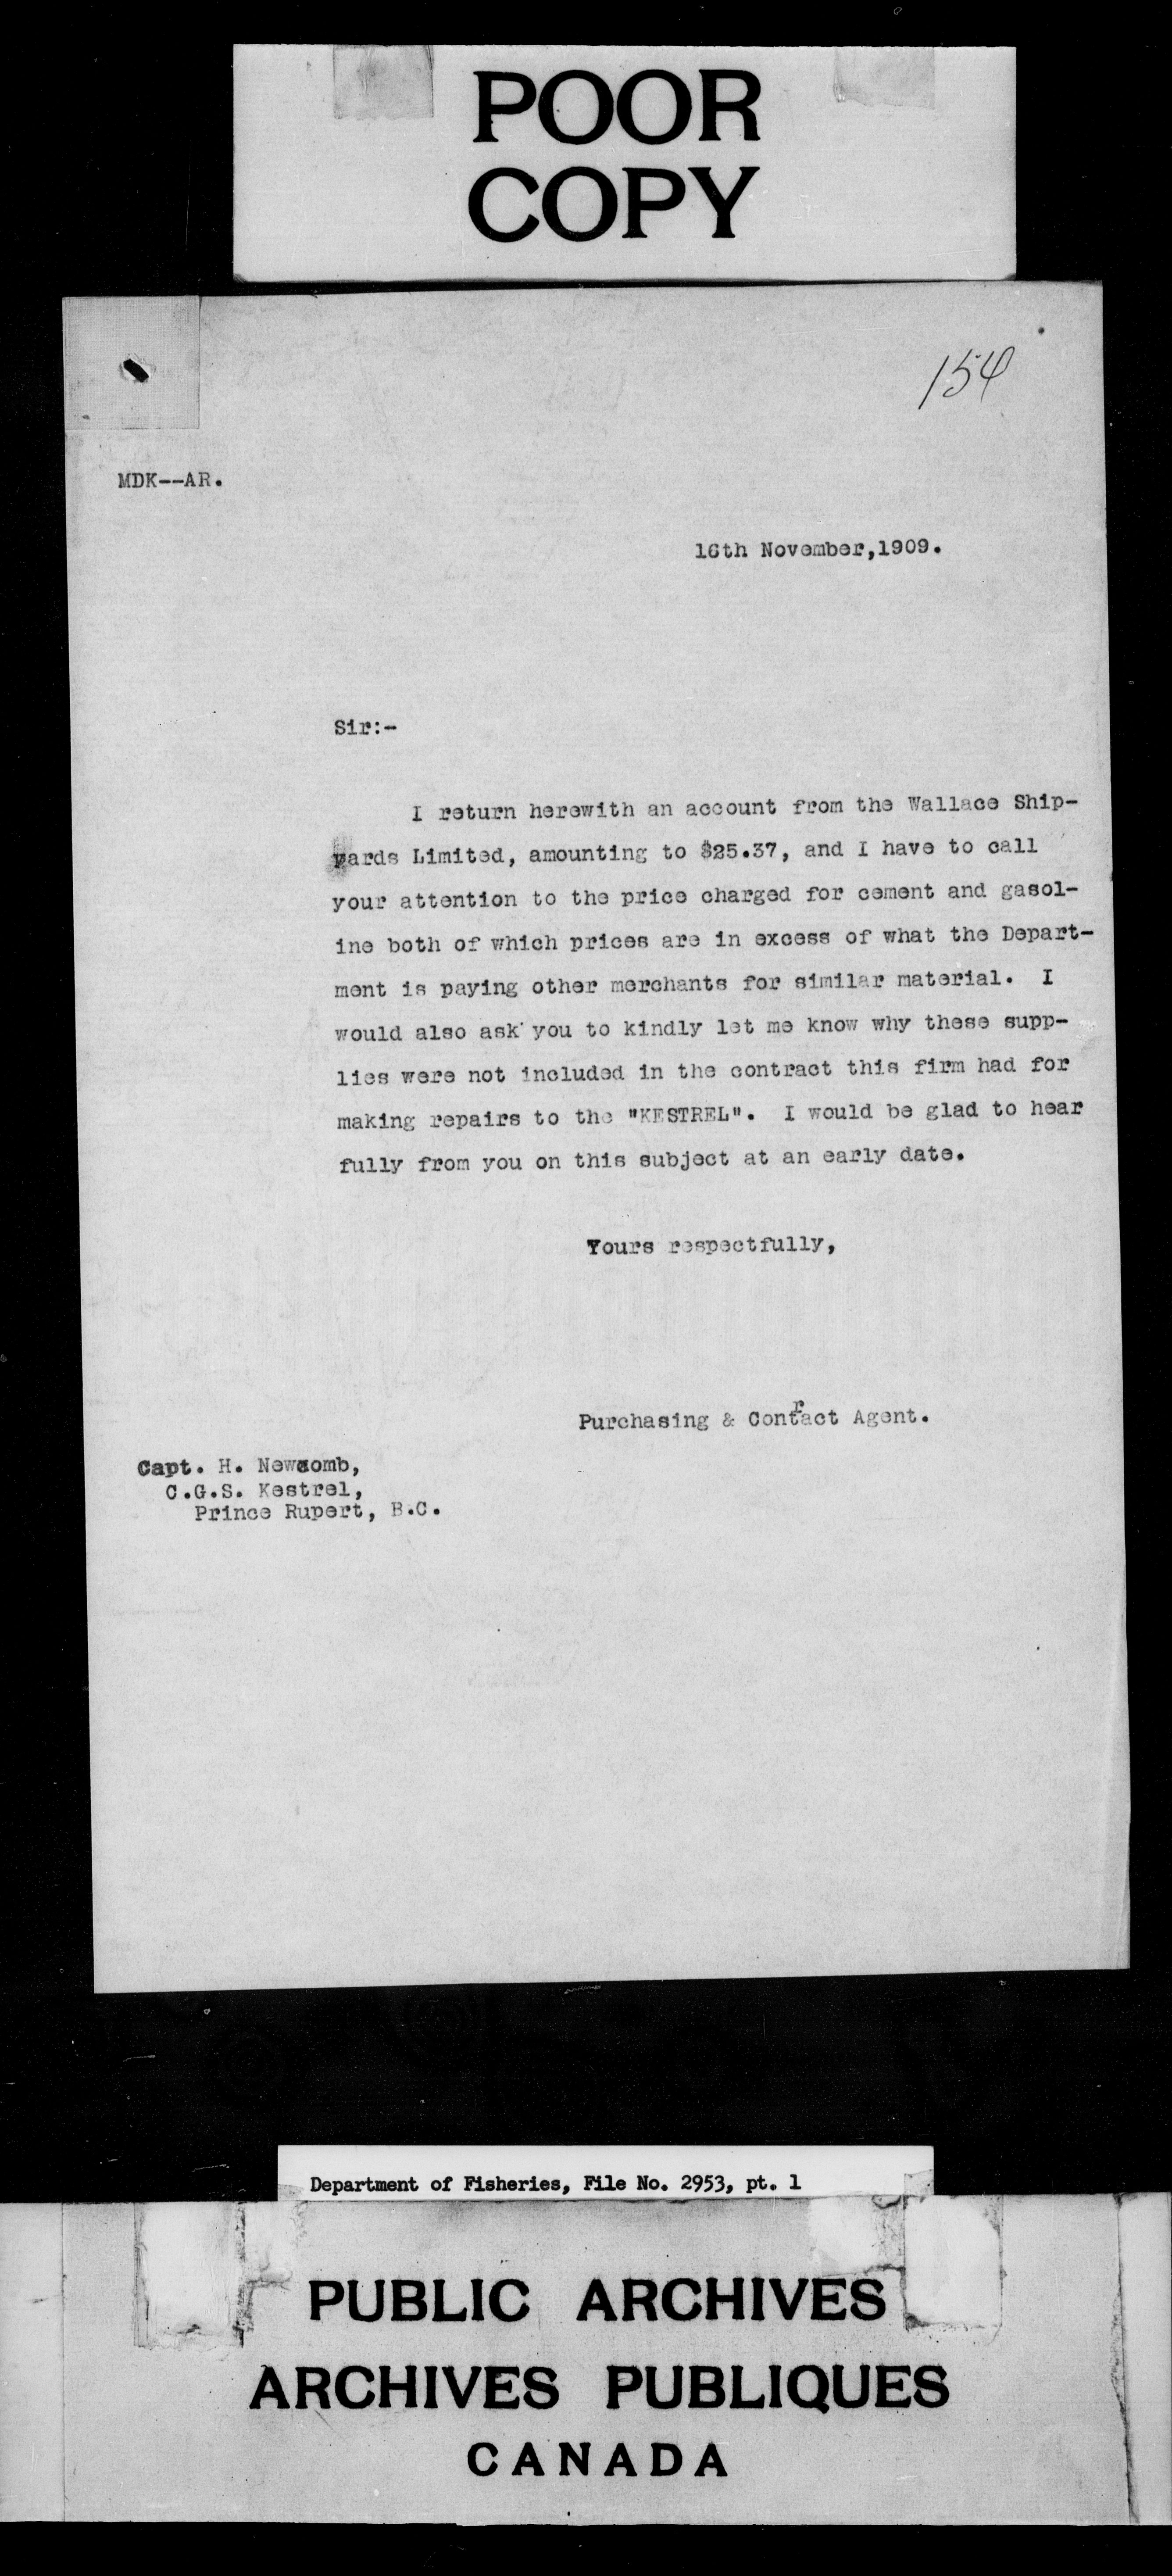 POOR
COPY
154
MDK--AR.
16th November,1909.
Sir:-
I return herewith an account from the Wallace Ship-
yards Limited, amounting to $25.37, and I have to call
your attention to the price charged for cement and gasol-
ine both of which prices are in excess of what the Depart-
ment is paying other merchants for similar material.  I
would also ask you to kindly let me know why these supp-
lies were not included in the contract this firm had for
making repairs to the "KESTREL".  I would be glad to hear
fully from you on this subject at an early date.
Yours respectfully,
Purchasing & Contract Agent.
Capt. H. Newcomb,
C.G.S. Kestrel,
Prince Rupert, B.C.
Department of Fisheries, File No. 2953, pt. 1
PUBLIC ARCHIVES
ARCHIVES PUBLIQUES
CANADA